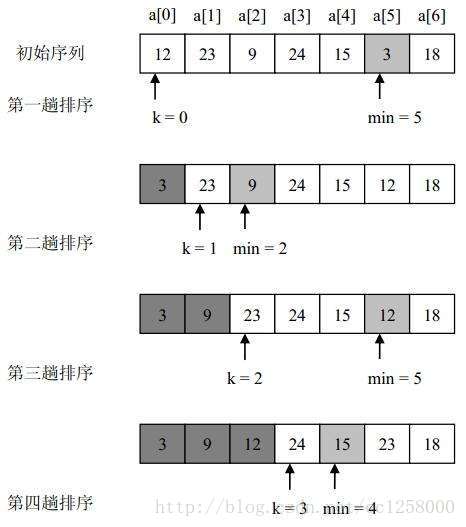 a[0] a[1] a[2] a[3] a[4] a[5] a[6]
初始序列 12 23 9 24 15 3 18
第一趟排序
k = 0 min = 5
3 23 9 24 15 12 18
第二趟排序
k = 1 min = 2
3 9 23 24 15 12 18
第三趟排序
k = 2 min = 5
3 9 12 24 15 23 18
第四趟排序
k = 3 min = 4
http://blog.csdn.net/cc1258000